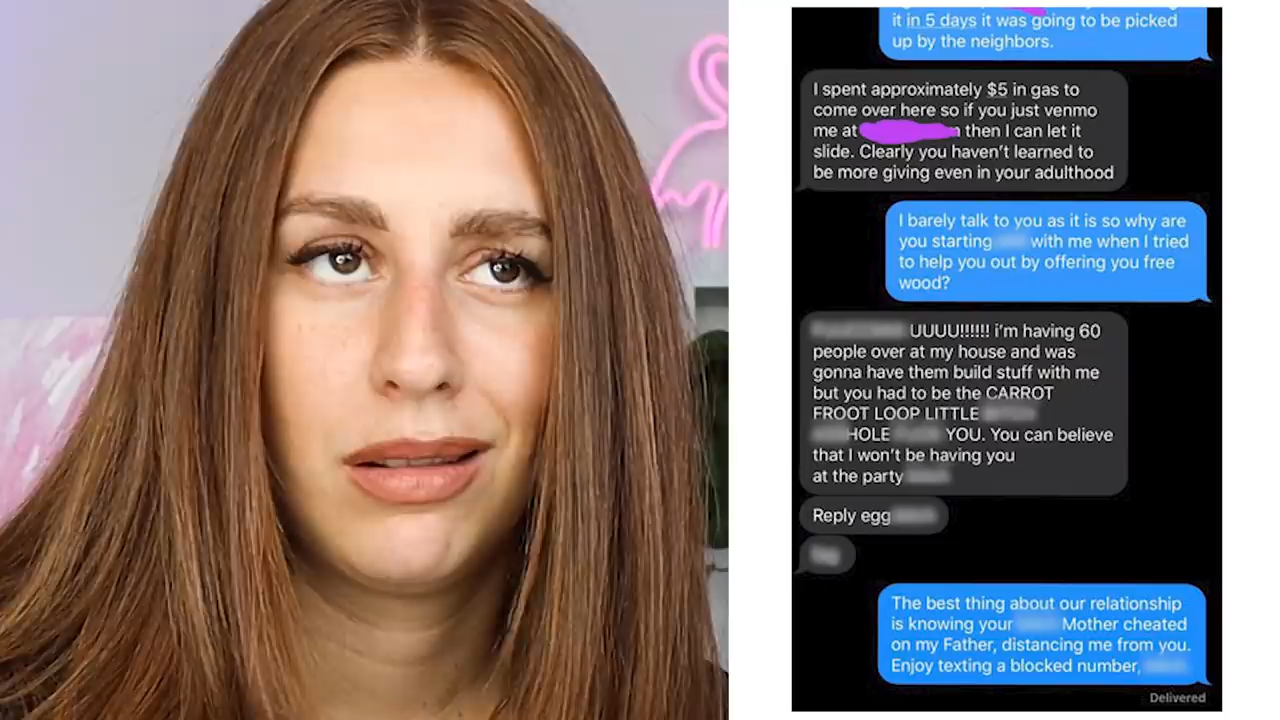 it in 5 days it was going to be picked
up by the neighbors.
I spent approximately $5 in gas to
come over here so if you just venmo
me at then I can let it
slide. Clearly you haven't learned to
be more giving even in your adulthood
I barely talk to you as it is so why are
you starting with me when I tried
to help you out by offering you free
wood?
UUUU!!!!!! i'm having 60
people over at my house and was
gonna have them build stuff with me
but you had to be the CARROT
FROOT LOOP LITTLE
HOLE YOU. You can believe
that I won't be having you
at the party
Reply egg
The best thing about our relationship
is knowing your Mother cheated
on my Father, distancing me from you.
Enjoy texting a blocked number,
Delivered